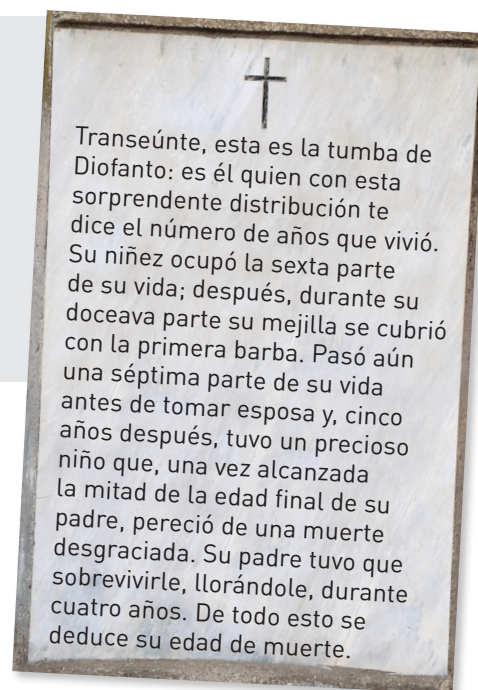 Transeúnte, esta es la tumba de
Diofanto: es él quien con esta
sorprendente distribución te
dice el número de años que vivió.
Su niñez ocupó la sexta parte
de su vida; después, durante su
doceava parte su mejilla se cubrió
con la primera barba. Pasó aún
una séptima parte de su vida
antes de tomar esposa y, cinco
años después, tuvo un precioso
niño que, una vez alcanzada
la mitad de la edad final de su
padre, pereció de una muerte
desgraciada. Su padre tuvo que
sobrevivirle, llorándole, durante
cuatro años. De todo esto se
deduce su edad de muerte.